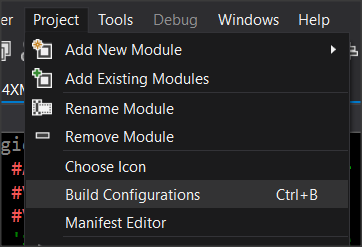 er Project Tools Debug Windows Help
Add New Module
4XM
Add Existing Modules
Rename Module
Remove Module
gio
Choose Icon
#A
Build Configurations Ctrl+B
#V
Manifest Editor
#V